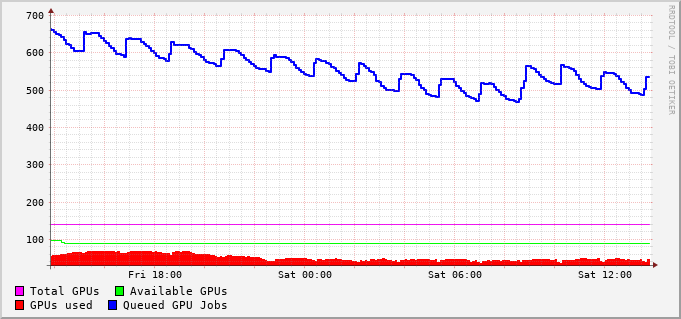 700
600
500
400
300
200
100
Fri 18:00 Sat 00:00 Sat 06:00 Sat 12:00
Total GPUs Available GPUs
GPUs used Queued GPU Jobs
RRDTOOL / TOBI OETIKER